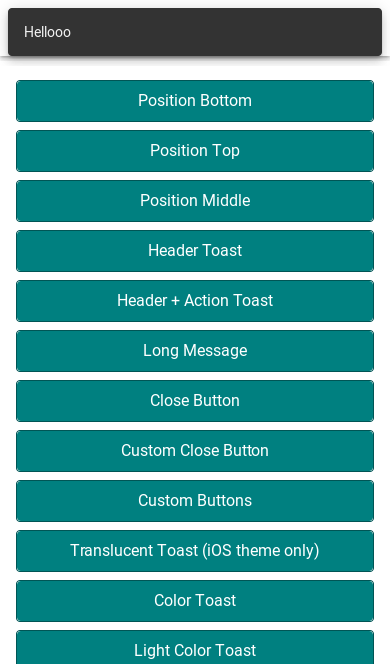 Hellooo
Position Bottom
Position Top
Position Middle
Header Toast
Header + Action Toast
Long Message
Close Button
Custom Close Button
Custom Buttons
Translucent Toast (iOS theme only)
Color Toast
Light Color Toast